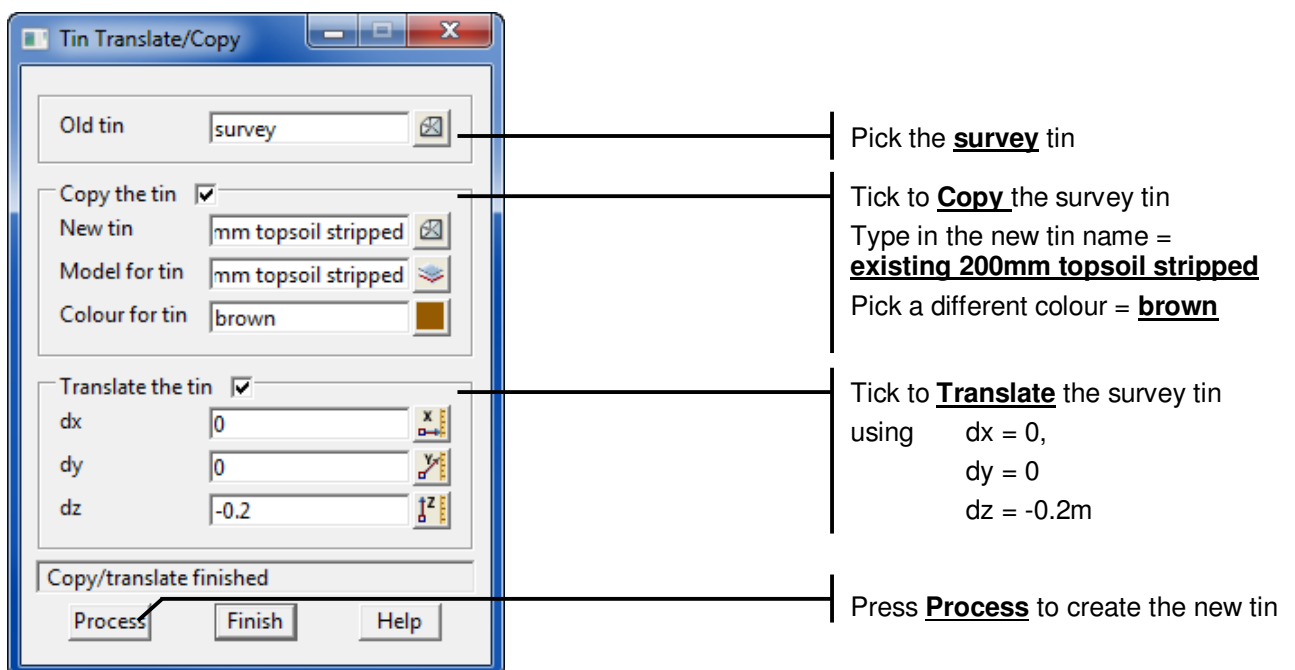 Tin Translate/Copy
Old tin
survey
Pick the survey tin
Copy the tin
New tin
mm topsoil stripped
Model for tin
mm topsoil stripped
Colour for tin
brown
Tick to Copy the survey tin
Type in the new tin name =
existing 200mm topsoil stripped
Pick a different colour = brown
Translate the tin
dx
0
dy
0
dz
-0.2
Tick to Translate the survey tin
using dx = 0,
dy = 0
dz = -0.2m
Copy/translate finished
Process
Finish
Help
Press Process to create the new tin